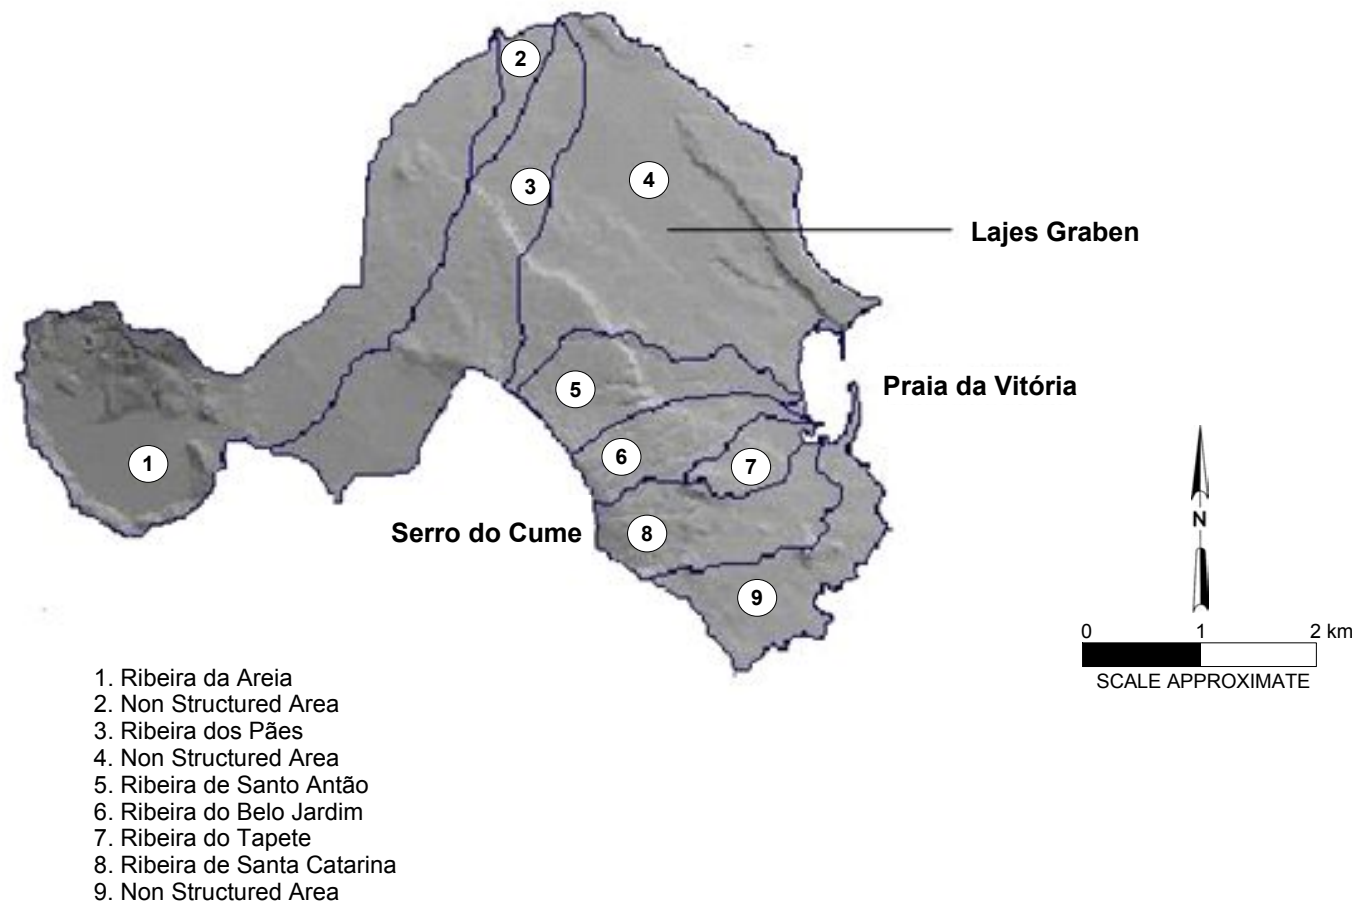 2
3
4
Lajes Graben
5
Praia da Vitória
1
6
7
Serro do Cume
8
9
N
0 1 2 km
SCALE APPROXIMATE
1. Ribeira da Areia
2. Non Structured Area
3. Ribeira dos Pães
4. Non Structured Area
5. Ribeira de Santo Antão
6. Ribeira do Belo Jardim
7. Ribeira do Tapete
8. Ribeira de Santa Catarina
9. Non Structured Area